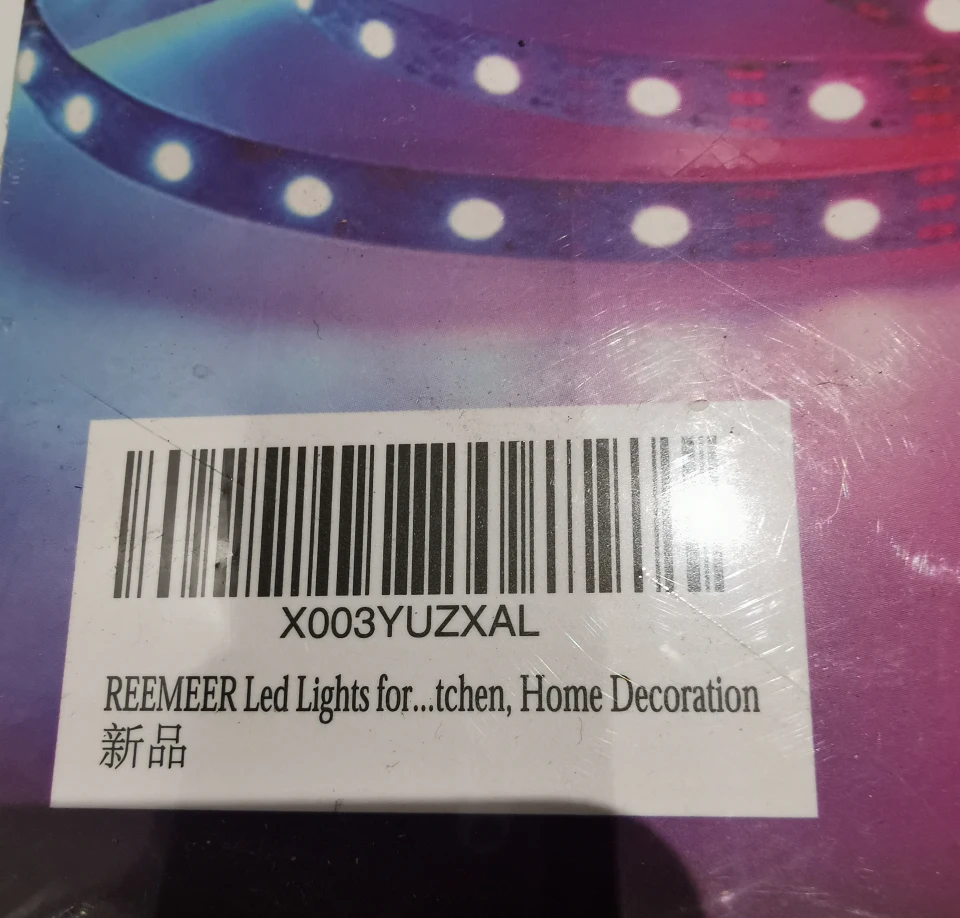 X003YUZXAL
REEMEER Led Lights for...tchen, Home Decoration
新品